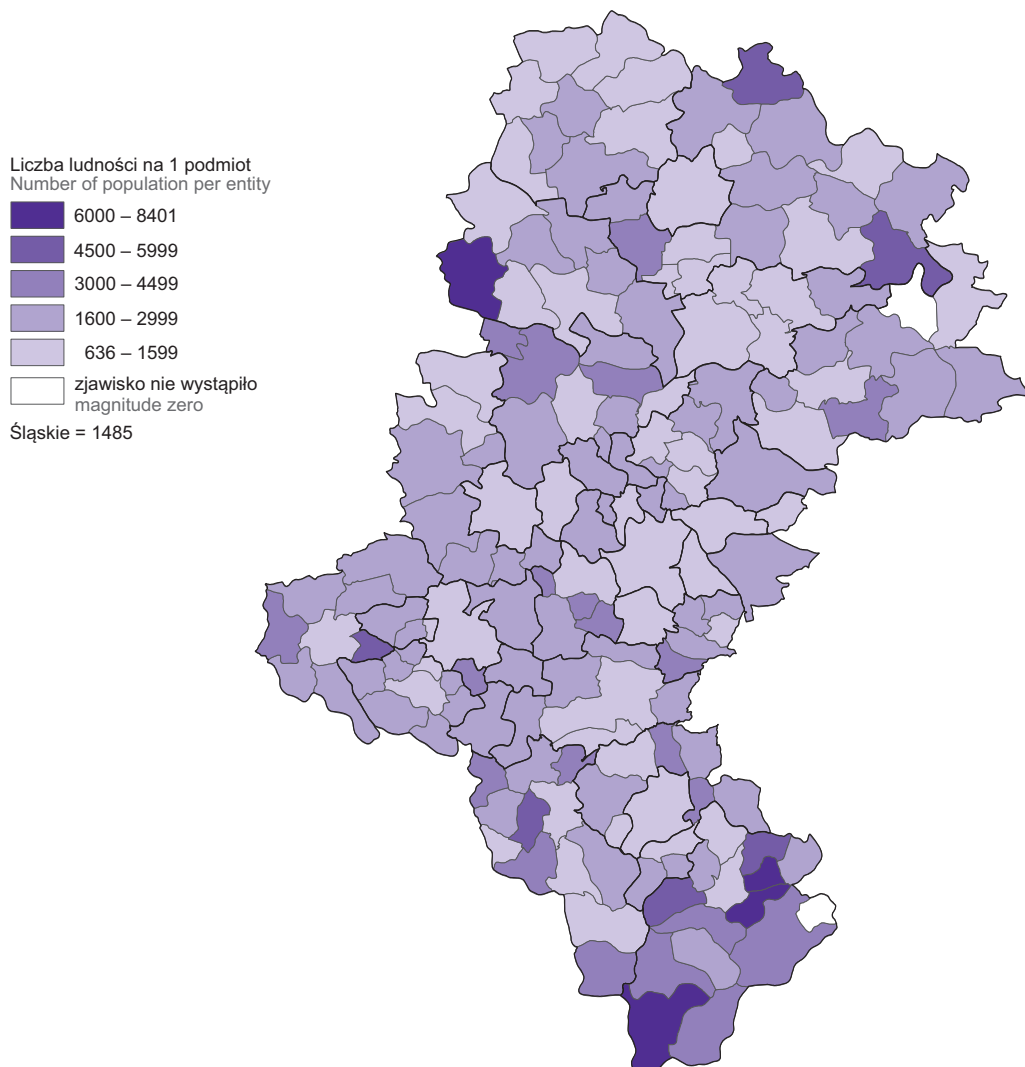 Liczba ludności na 1 podmiot
Number of population per entity
6000 – 8401
4500 – 5999
3000 – 4499
1600 – 2999
636 – 1599
zjawisko nie wystąpiło
magnitude zero
Śląskie = 1485